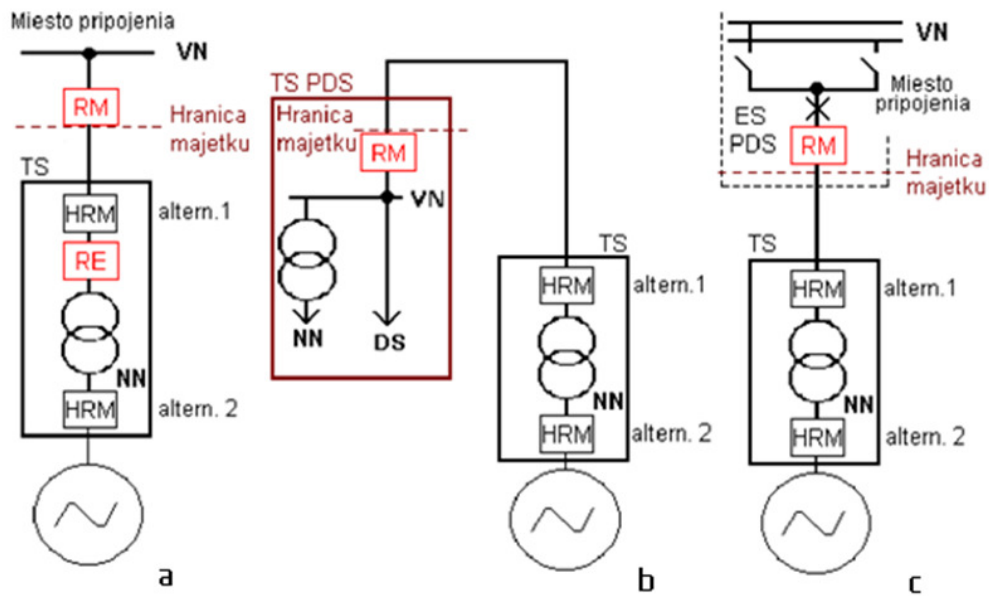 Miesto pripojenia
VN
RM
Hranica
majetku
TS
HRM
altern.1
RE
NN
HRM
altern. 2
a
TS PDS
Hranica
majetku
RM
VN
NN
DS
TS
HRM
altern.1
NN
HRM
altern. 2
b
VN
Miesto
pripojenia
ES
PDS
RM
Hranica
majetku
TS
HRM
altern.1
NN
HRM
altern. 2
c